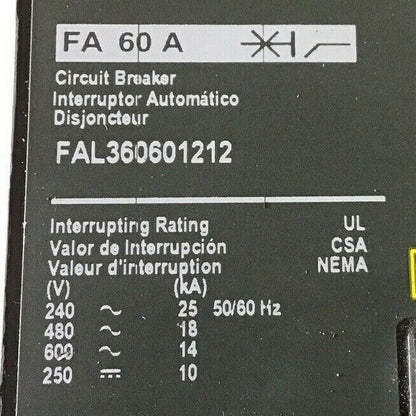 FA 60 A
Circuit Breaker
Interruptor Automático
Disjoncteur
FAL360601212
Interrupting Rating UL
Valor de Interrupción CSA
Valeur d'interruption NEMA
(V) (kA)
240 ~ 25 50/60 Hz
480 ~ 18
600 ~ 14
250 ⎓ 10